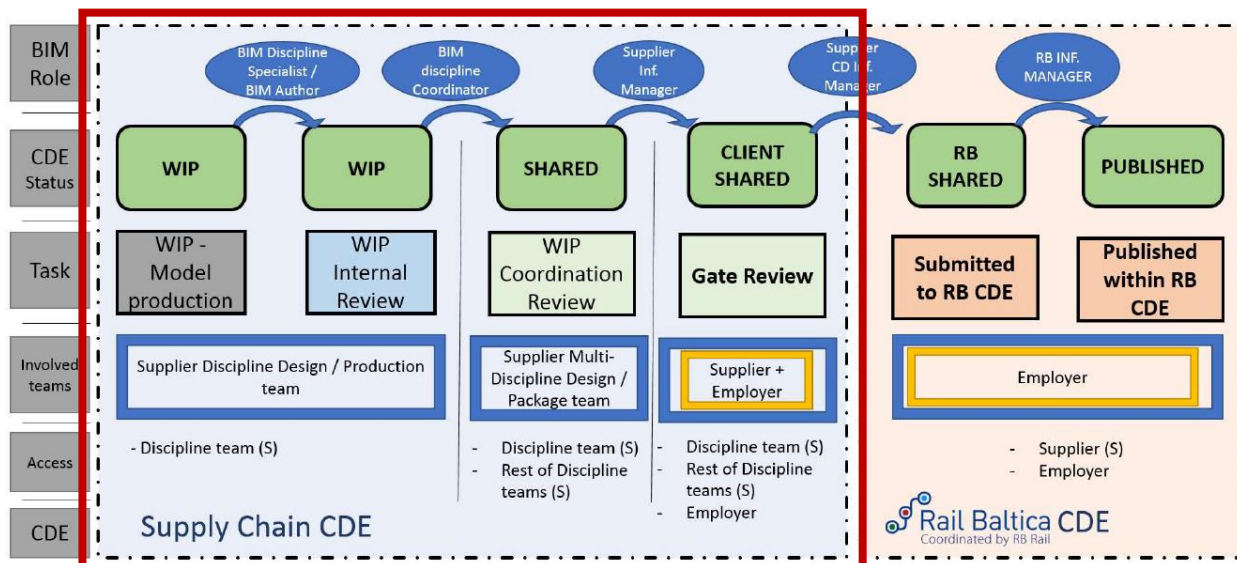 BIM
Role
BIM Discipline
Specialist /
BIM Author
BIM
discipline
Coordinator
Supplier
Inf.
Manager
Supplier
CD Inf.
Manager
RB INF.
MANAGER
CDE
Status
WIP
WIP
SHARED
CLIENT
SHARED
RB
SHARED
PUBLISHED
Task
WIP -
Model
production
WIP
Internal
Review
WIP
Coordination
Review
Gate Review
Submitted
to RB CDE
Published
within RB
CDE
Involved
teams
Supplier Discipline Design / Production
team
Supplier Multi-
Discipline Design /
Package team
Supplier +
Employer
Employer
Access
- Discipline team (S)
- Discipline team (S)
- Rest of Discipline
teams (S)
- Discipline team (S)
- Rest of Discipline
teams (S)
- Employer
- Supplier (S)
- Employer
CDE
Supply Chain CDE
Rail Baltica CDE
Coordinated by RB Rail